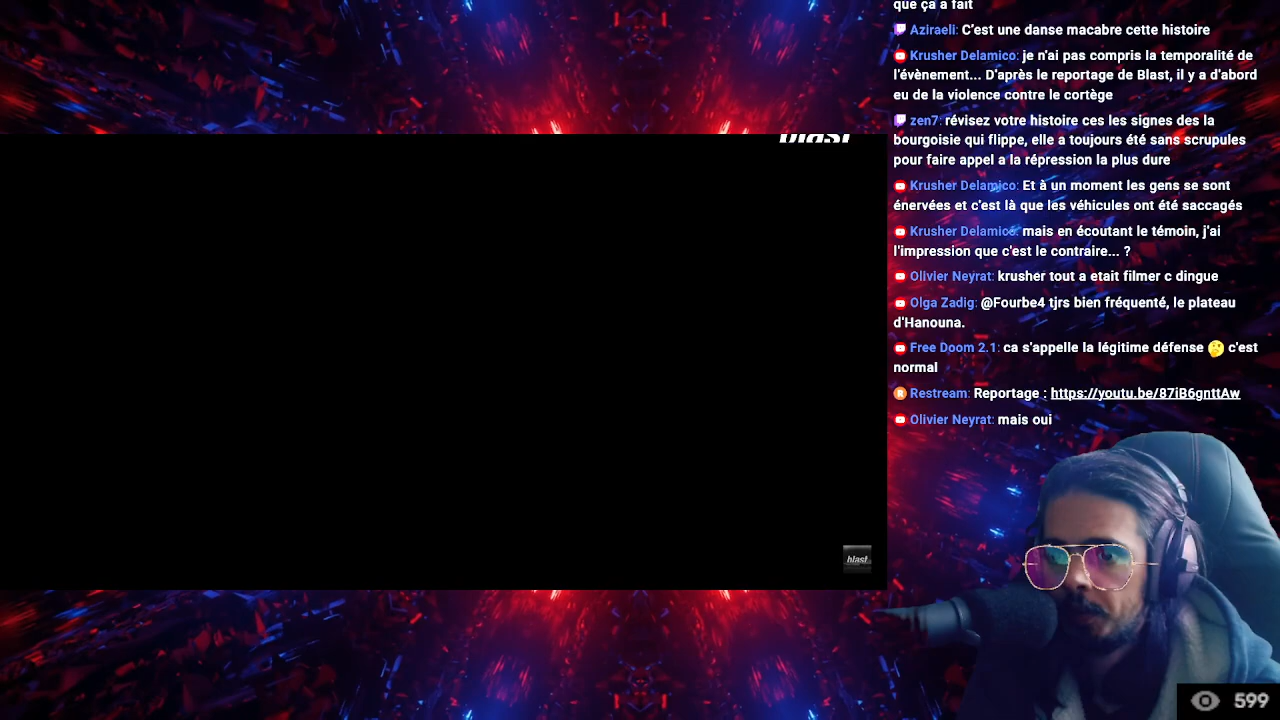 que ça a fait
Aziraeli: C'est une danse macabre cette histoire
Krusher Delamico: je n'ai pas compris la temporalité de
l'évènement... D'après le reportage de Blast, il y a d'abord
eu de la violence contre le cortège
zen7: révisez votre histoire ces les signes des la
bourgoisie qui flippe, elle a toujours été sans scrupules
pour faire appel a la répression la plus dure
Krusher Delamico: Et à un moment les gens se sont
énervées et c'est là que les véhicules ont été saccagés
Krusher Delamico: mais en écoutant le témoin, j'ai
l'impression que c'est le contraire... ?
Olivier Neyrat: krusher tout a etait filmer c dingue
Olga Zadig: @Fourbe4 tjrs bien fréquenté, le plateau
d'Hanouna.
Free Doom 2.1: ca s'appelle la légitime défense 🤔 c'est
normal
R Restream: Reportage : https://youtu.be/87iB6gnttAw
Olivier Neyrat: mais oui
blast
blast
599